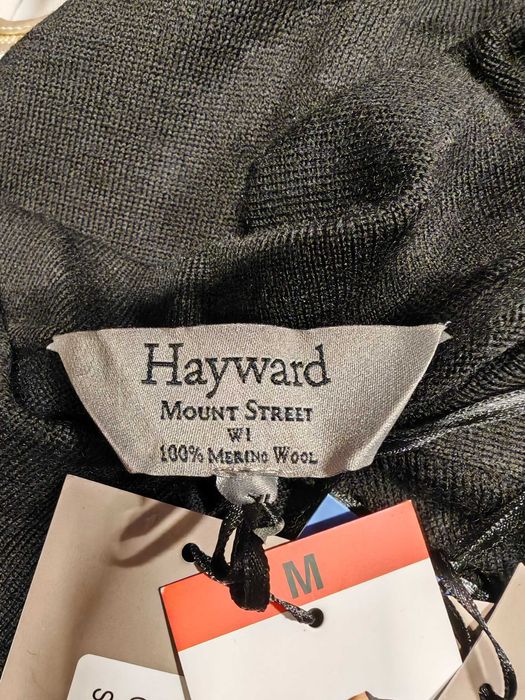 Hayward
MOUNT STREET
W1
100% MERINO WOOL
M